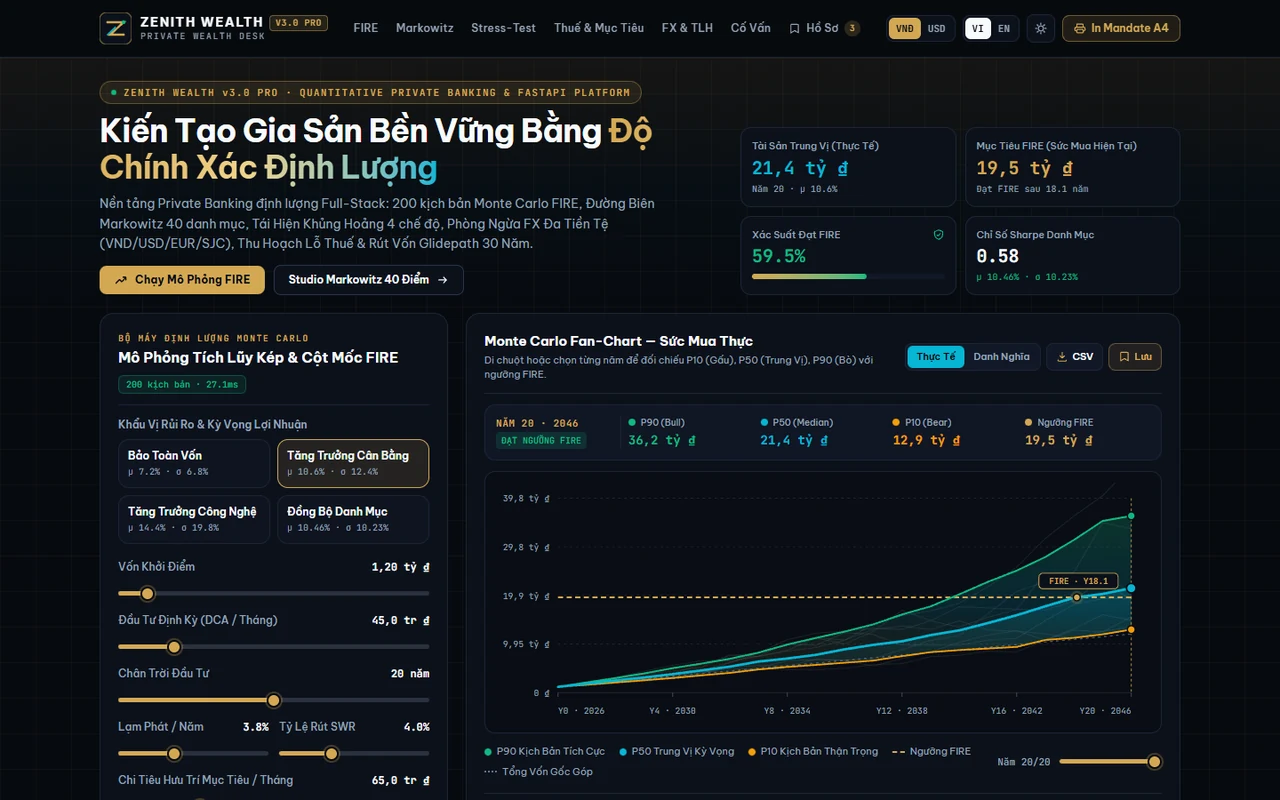 ZENITH WEALTH V3.0 PRO
PRIVATE WEALTH DESK
FIRE Markowitz Stress-Test Thuế & Mục Tiêu FX & TLH Cố Vấn Hồ Sơ 3
VND USD VI EN In Mandate A4
ZENITH WEALTH v3.0 PRO · QUANTITATIVE PRIVATE BANKING & FASTAPI PLATFORM
Kiến Tạo Gia Sản Bền Vững Bằng Độ
Chính Xác Định Lượng
Nền tảng Private Banking định lượng Full-Stack: 200 kịch bản Monte Carlo FIRE, Đường Biên
Markowitz 40 danh mục, Tái Hiện Khủng Hoảng 4 chế độ, Phòng Ngừa FX Đa Tiền Tệ
(VND/USD/EUR/SJC), Thu Hoạch Lỗ Thuế & Rút Vốn Glidepath 30 Năm.
Chạy Mô Phỏng FIRE Studio Markowitz 40 Điểm →
Tài Sản Trung Vị (Thực Tế)
21,4 tỷ ₫
Năm 20 · μ 10.6%
Mục Tiêu FIRE (Sức Mua Hiện Tại)
19,5 tỷ ₫
Đạt FIRE sau 18.1 năm
Xác Suất Đạt FIRE
59.5%
Chỉ Số Sharpe Danh Mục
0.58
μ 10.46% · σ 10.23%
BỘ MÁY ĐỊNH LƯỢNG MONTE CARLO
Mô Phỏng Tích Lũy Kép & Cột Mốc FIRE
200 kịch bản · 27.1ms
Khẩu Vị Rủi Ro & Kỳ Vọng Lợi Nhuận
Bảo Toàn Vốn
μ 7.2% · σ 6.8%
Tăng Trưởng Cân Bằng
μ 10.6% · σ 12.4%
Tăng Trưởng Công Nghệ
μ 14.4% · σ 19.8%
Đồng Bộ Danh Mục
μ 10.46% · σ 10.23%
Vốn Khởi Điểm 1,20 tỷ ₫
Đầu Tư Định Kỳ (DCA / Tháng) 45,0 tr ₫
Chân Trời Đầu Tư 20 năm
Lạm Phát / Năm 3.8% Tỷ Lệ Rút SWR 4.0%
Chi Tiêu Hưu Trí Mục Tiêu / Tháng 65,0 tr ₫
Monte Carlo Fan-Chart — Sức Mua Thực
Di chuột hoặc chọn từng năm để đối chiếu P10 (Gấu), P50 (Trung Vị), P90 (Bò) với
ngưỡng FIRE.
Thực Tế Danh Nghĩa CSV Lưu
NĂM 20 · 2046
ĐẠT NGƯỠNG FIRE
P90 (Bull)
36,2 tỷ ₫
P50 (Median)
21,4 tỷ ₫
P10 (Bear)
12,9 tỷ ₫
Ngưỡng FIRE
19,5 tỷ ₫
39,8 tỷ ₫
29,8 tỷ ₫
19,9 tỷ ₫
9,95 tỷ ₫
0 ₫
FIRE · Y18.1
Y0 · 2026 Y4 · 2030 Y8 · 2034 Y12 · 2038 Y16 · 2042 Y20 · 2046
P90 Kịch Bản Tích Cực P50 Trung Vị Kỳ Vọng P10 Kịch Bản Thận Trọng Ngưỡng FIRE
Tổng Vốn Gốc Góp
Năm 20/20